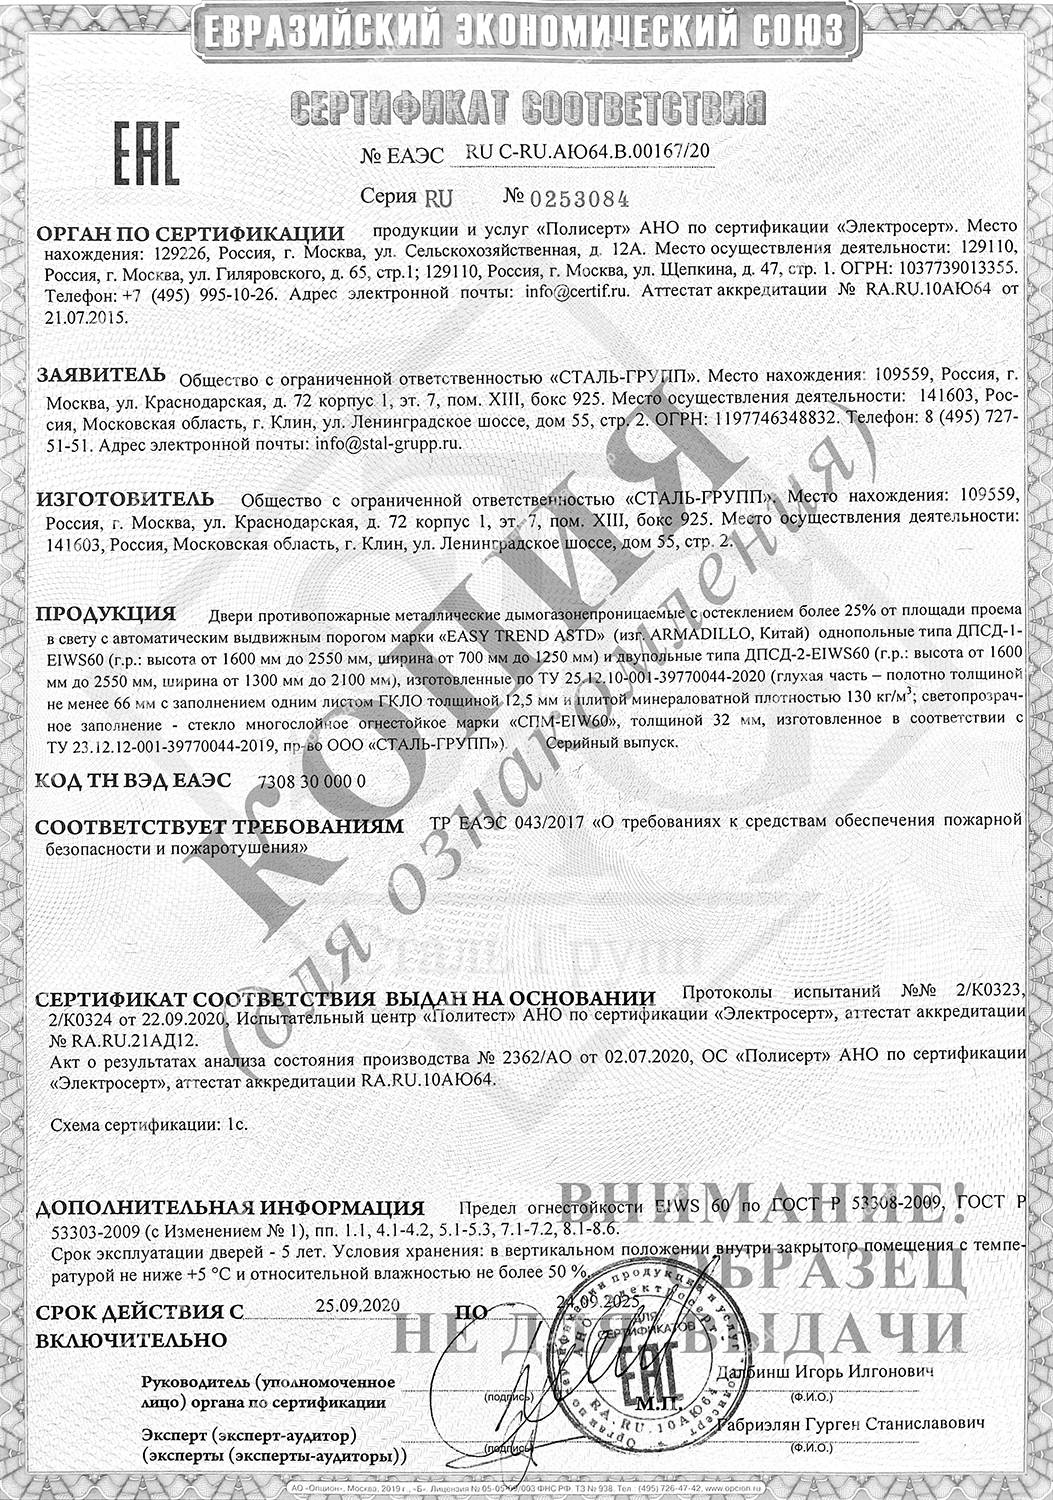 ЕВРАЗИЙСКИЙ ЭКОНОМИЧЕСКИЙ СОЮЗ
СЕРТИФИКАТ СООТВЕТСТВИЯ
ЕАС
№ ЕАЭС RU С-RU.АЮ64.В.00167/20
Серия RU № 0253084
ОРГАН ПО СЕРТИФИКАЦИИ продукции и услуг «Полисерт» АНО по сертификации «Электросерт». Место
нахождения: 129226, Россия, г. Москва, ул. Сельскохозяйственная, д. 12А. Место осуществления деятельности: 129110,
Россия, г. Москва, ул. Гиляровского, д. 65, стр.1; 129110, Россия, г. Москва, ул. Щепкина, д. 47, стр. 1. ОГРН: 1037739013355.
Телефон: +7 (495) 995-10-26. Адрес электронной почты: info@certif.ru. Аттестат аккредитации № RA.RU.10АЮ64 от
21.07.2015.
ЗАЯВИТЕЛЬ Общество с ограниченной ответственностью «СТАЛЬ-ГРУПП». Место нахождения: 109559, Россия, г.
Москва, ул. Краснодарская, д. 72 корпус 1, эт. 7, пом. XIII, бокс 925. Место осуществления деятельности: 141603, Рос-
сия, Московская область, г. Клин, ул. Ленинградское шоссе, дом 55, стр. 2. ОГРН: 1197746348832. Телефон: 8 (495) 727-
51-51. Адрес электронной почты: info@stal-grupp.ru.
ИЗГОТОВИТЕЛЬ Общество с ограниченной ответственностью «СТАЛЬ-ГРУПП». Место нахождения: 109559,
Россия, г. Москва, ул. Краснодарская, д. 72 корпус 1, эт. 7, пом. XIII, бокс 925. Место осуществления деятельности:
141603, Россия, Московская область, г. Клин, ул. Ленинградское шоссе, дом 55, стр. 2.
КОПИЯ
(для ознакомления)
ПРОДУКЦИЯ Двери противопожарные металлические дымогазонепроницаемые с остеклением более 25% от площади проема
в свету с автоматическим выдвижным порогом марки «EASY TREND ASTD» (изг. ARMADILLO, Китай) однопольные типа ДПСД-1-
EIWS60 (г.р.: высота от 1600 мм до 2550 мм, ширина от 700 мм до 1250 мм) и двупольные типа ДПСД-2-EIWS60 (г.р.: высота от 1600
мм до 2550 мм, ширина от 1300 мм до 2100 мм), изготовленные по ТУ 25.12.10-001-39770044-2020 (глухая часть – полотно толщиной
не менее 66 мм с заполнением одним листом ГКЛО толщиной 12,5 мм и плитой минераловатной плотностью 130 кг/м³; светопрозрач-
ное заполнение - стекло многослойное огнестойкое марки «СПМ-EIW60», толщиной 32 мм, изготовленное в соответствии с
ТУ 23.12.12-001-39770044-2019, пр-во ООО «СТАЛЬ-ГРУПП»). Серийный выпуск.
КОД ТН ВЭД ЕАЭС 7308 30 000 0
СООТВЕТСТВУЕТ ТРЕБОВАНИЯМ ТР ЕАЭС 043/2017 «О требованиях к средствам обеспечения пожарной
безопасности и пожаротушения»
Сталь Групп
СЕРТИФИКАТ СООТВЕТСТВИЯ ВЫДАН НА ОСНОВАНИИ Протоколы испытаний №№ 2/К0323,
2/К0324 от 22.09.2020, Испытательный центр «Политест» АНО по сертификации «Электросерт», аттестат аккредитации
№ RA.RU.21АД12.
Акт о результатах анализа состояния производства № 2362/АО от 02.07.2020, ОС «Полисерт» АНО по сертификации
«Электросерт», аттестат аккредитации RA.RU.10АЮ64.
Схема сертификации: 1с.
ДОПОЛНИТЕЛЬНАЯ ИНФОРМАЦИЯ Предел огнестойкости EIWS 60 по ГОСТ Р 53308-2009, ГОСТ Р
53303-2009 (с Изменением № 1), пп. 1.1, 4.1-4.2, 5.1-5.3, 7.1-7.2, 8.1-8.6.
Срок эксплуатации дверей - 5 лет. Условия хранения: в вертикальном положении внутри закрытого помещения с темпе-
ратурой не ниже +5 °С и относительной влажностью не более 50 %.
ВНИМАНИЕ!
ОБРАЗЕЦ
НЕ ДЛЯ ВЫДАЧИ
СРОК ДЕЙСТВИЯ С 25.09.2020 ПО 24.09.2025
ВКЛЮЧИТЕЛЬНО
Орган по сертификации продукции и услуг "Полисерт"
АНО "Электросерт"
ДЛЯ
СЕРТИФИКАТОВ
ЕАС
RA.RU.10АЮ64
Руководитель (уполномоченное
лицо) органа по сертификации
(подпись)
М.П.
Далбинш Игорь Илгонович
(Ф.И.О.)
Эксперт (эксперт-аудитор)
(эксперты (эксперты-аудиторы))
(подпись)
Габриэлян Гурген Станиславович
(Ф.И.О.)
АО «Опцион», Москва, 2019 г., «Б». Лицензия № 05-05-09/003 ФНС РФ. ТЗ № 938. Тел.: (495) 726-47-42, www.opcion.ru